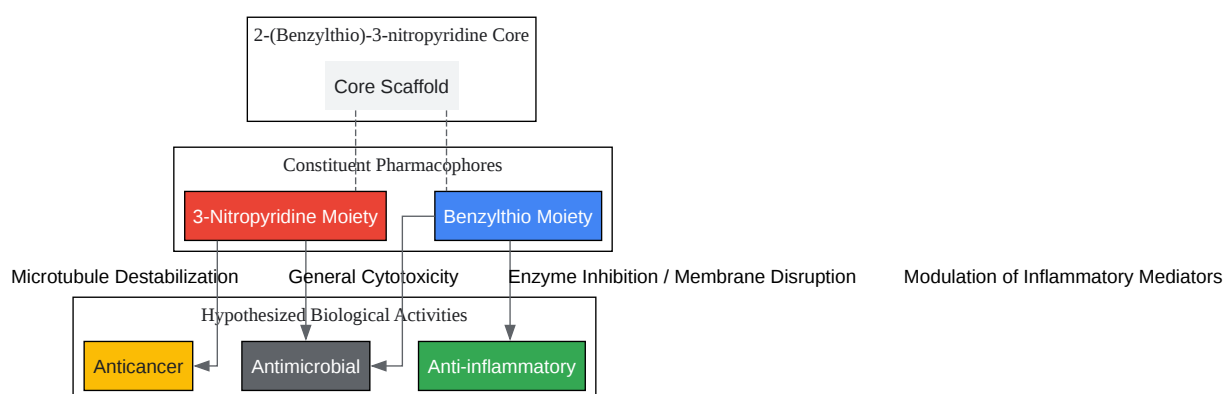 2-(Benzylthio)-3-nitropyridine Core
Core Scaffold
Constituent Pharmacophores
3-Nitropyridine Moiety
Benzylthio Moiety
Microtubule Destabilization
General Cytotoxicity
Enzyme Inhibition / Membrane Disruption
Modulation of Inflammatory Mediators
Hypothesized Biological Activities
Anticancer
Antimicrobial
Anti-inflammatory